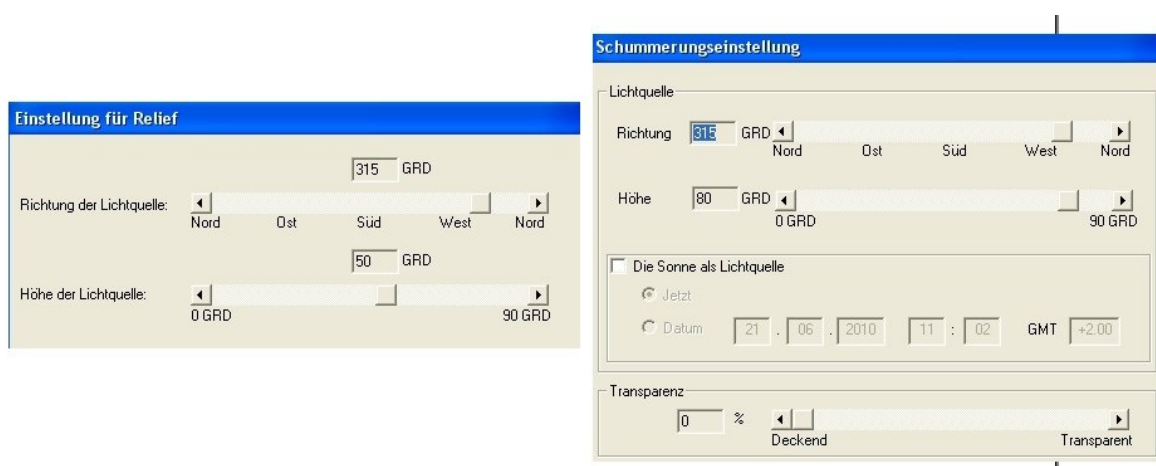 Einstellung für Relief
315 GRD
Richtung der Lichtquelle:
Nord Ost Süd West Nord
50 GRD
Höhe der Lichtquelle:
0 GRD 90 GRD
Schummerungseinstellung
Lichtquelle
Richtung 315 GRD
Nord Ost Süd West Nord
Höhe 80 GRD
0 GRD 90 GRD
Die Sonne als Lichtquelle
Jetzt
Datum 21 . 06 . 2010 11 : 02 GMT +2.00
Transparenz
0 %
Deckend Transparent